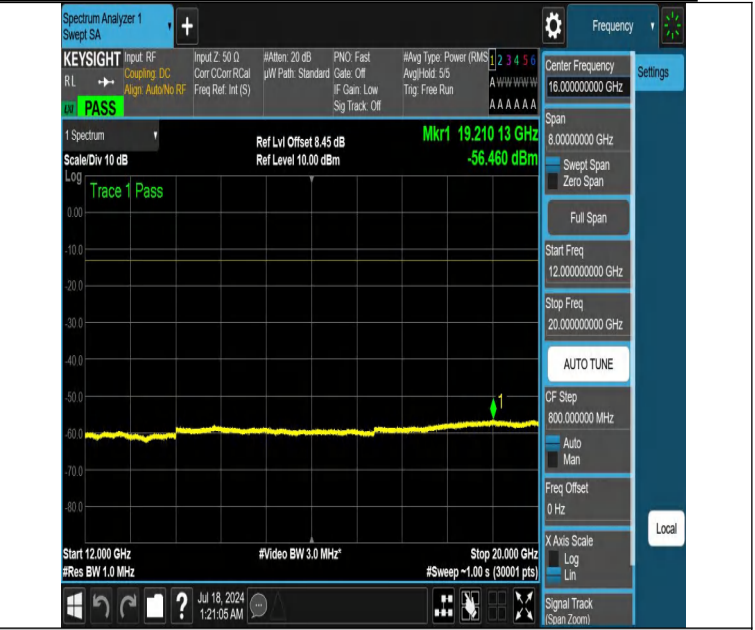 Spectrum Analyzer 1
Swept SA
+
Frequency
KEYSIGHT
RL
PASS
Input: RF
Coupling: DC
Align: Auto/No RF
Input Z: 50 Ω
Corr CCorr RCal
Freq Ref: Int (S)
#Atten: 20 dB
µW Path: Standard
PNO: Fast
Gate: Off
IF Gain: Low
Sig Track: Off
#Avg Type: Power (RMS
Avg|Hold: 5/5
Trig: Free Run
1 2 3 4 5 6
A W W W W W
A A A A A A
1 Spectrum
Scale/Div 10 dB
Ref Lvl Offset 8.45 dB
Ref Level 10.00 dBm
Mkr1 19.210 13 GHz
-56.460 dBm
Log
Trace 1 Pass
0.00
-10.0
-20.0
-30.0
-40.0
-50.0
-60.0
-70.0
-80.0
1
Start 12.000 GHz
#Res BW 1.0 MHz
#Video BW 3.0 MHz*
Stop 20.000 GHz
#Sweep ~1.00 s (30001 pts)
Center Frequency
16.000000000 GHz
Settings
Span
8.00000000 GHz
Swept Span
Zero Span
Full Span
Start Freq
12.000000000 GHz
Stop Freq
20.000000000 GHz
AUTO TUNE
CF Step
800.000000 MHz
Auto
Man
Freq Offset
0 Hz
X Axis Scale
Log
Lin
Local
Signal Track
(Span Zoom)
?
Jul 18, 2024
1:21:05 AM